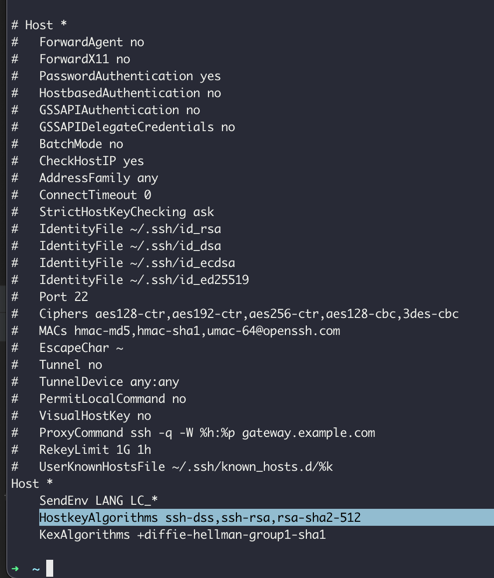 # Host *
#   ForwardAgent no
#   ForwardX11 no
#   PasswordAuthentication yes
#   HostbasedAuthentication no
#   GSSAPIAuthentication no
#   GSSAPIDelegateCredentials no
#   BatchMode no
#   CheckHostIP yes
#   AddressFamily any
#   ConnectTimeout 0
#   StrictHostKeyChecking ask
#   IdentityFile ~/.ssh/id_rsa
#   IdentityFile ~/.ssh/id_dsa
#   IdentityFile ~/.ssh/id_ecdsa
#   IdentityFile ~/.ssh/id_ed25519
#   Port 22
#   Ciphers aes128-ctr,aes192-ctr,aes256-ctr,aes128-cbc,3des-cbc
#   MACs hmac-md5,hmac-sha1,umac-64@openssh.com
#   EscapeChar ~
#   Tunnel no
#   TunnelDevice any:any
#   PermitLocalCommand no
#   VisualHostKey no
#   ProxyCommand ssh -q -W %h:%p gateway.example.com
#   RekeyLimit 1G 1h
#   UserKnownHostsFile ~/.ssh/known_hosts.d/%k
Host *
    SendEnv LANG LC_*
    HostkeyAlgorithms ssh-dss,ssh-rsa,rsa-sha2-512
    KexAlgorithms +diffie-hellman-group1-sha1
➜  ~